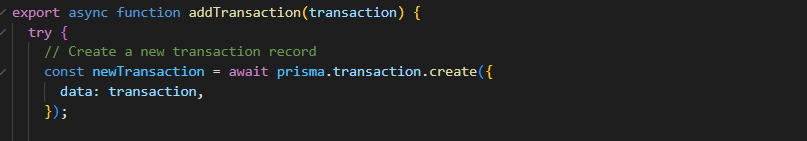 export async function addTransaction(transaction) {
  try {
    // Create a new transaction record
    const newTransaction = await prisma.transaction.create({
      data: transaction,
    });